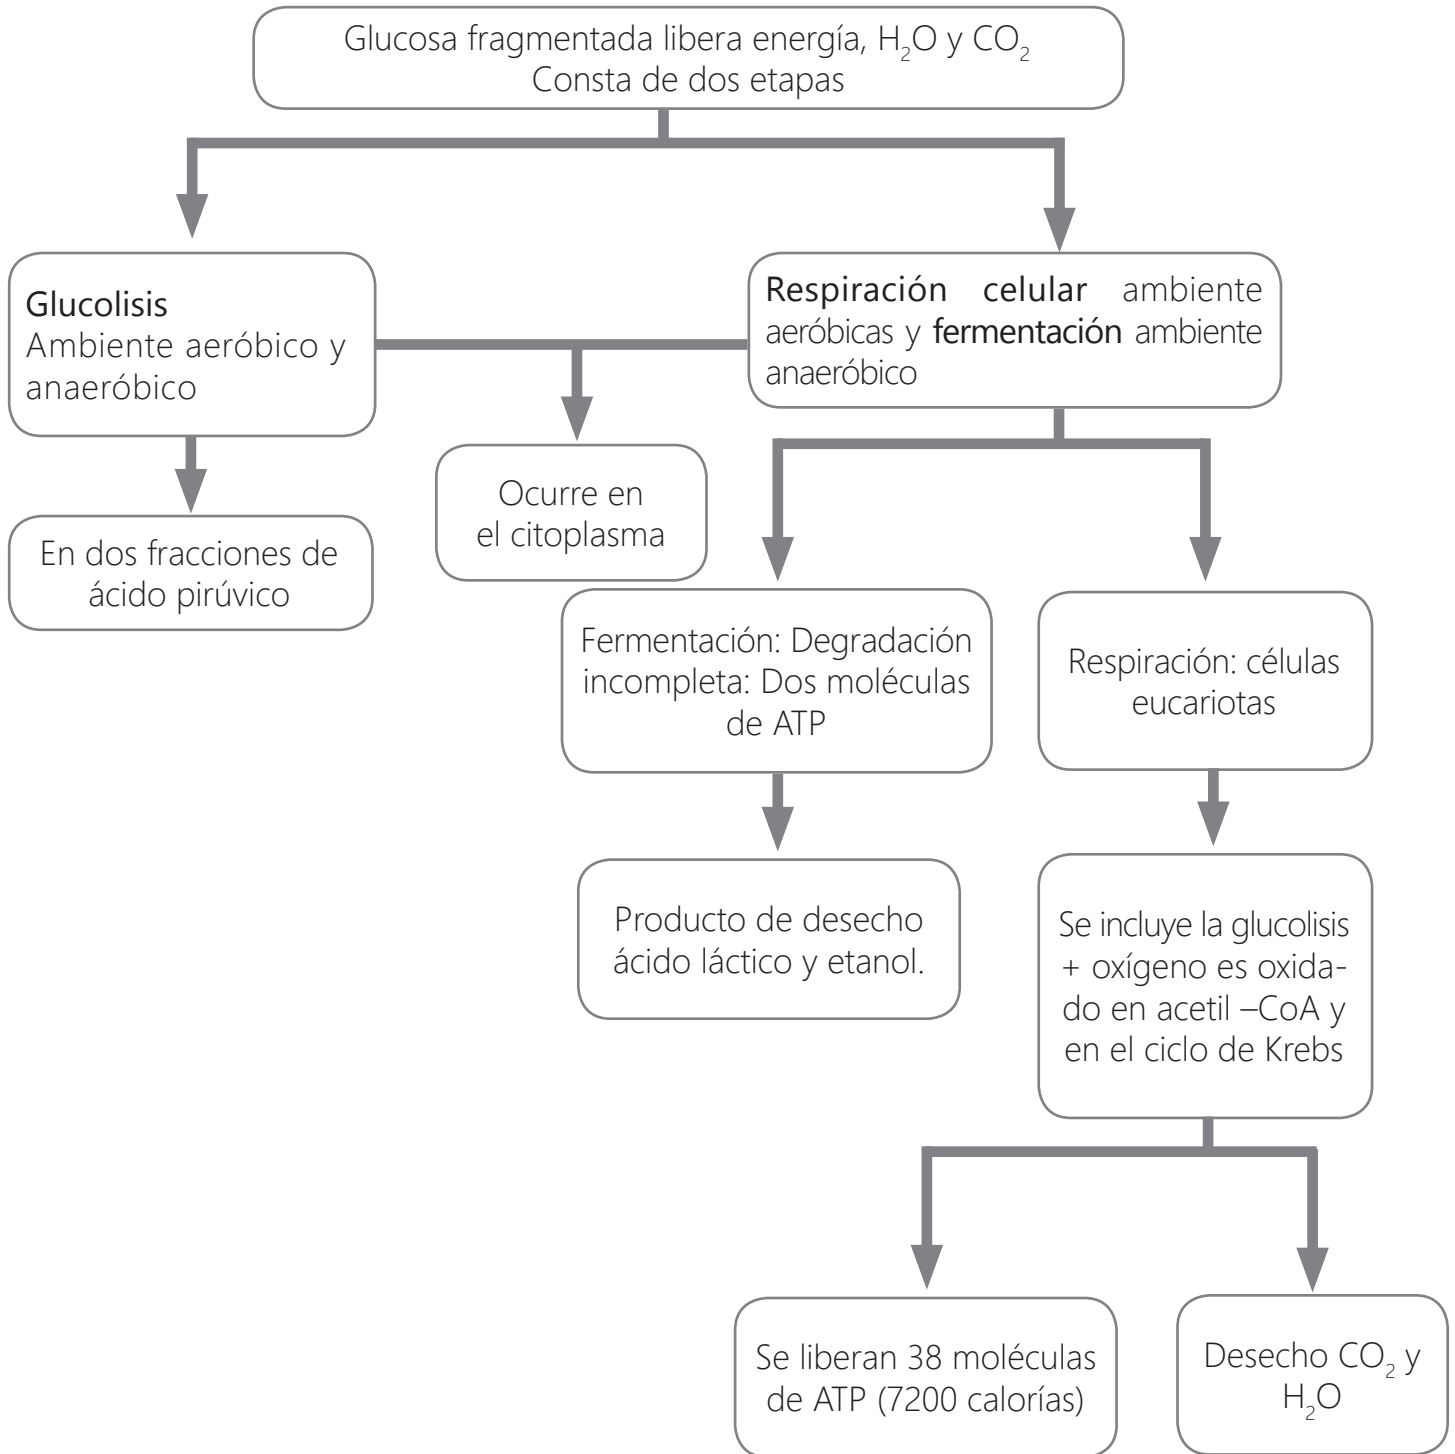 Glucosa fragmentada libera energía, H₂O y CO₂
Consta de dos etapas
Glucolisis
Ambiente aeróbico y
anaeróbico
Respiración celular ambiente
aeróbicas y fermentación ambiente
anaeróbico
Ocurre en
el citoplasma
En dos fracciones de
ácido pirúvico
Fermentación: Degradación
incompleta: Dos moléculas
de ATP
Respiración: células
eucariotas
Producto de desecho
ácido láctico y etanol.
Se incluye la glucolisis
+ oxígeno es oxida-
do en acetil –CoA y
en el ciclo de Krebs
Se liberan 38 moléculas
de ATP (7200 calorías)
Desecho CO₂ y
H₂O